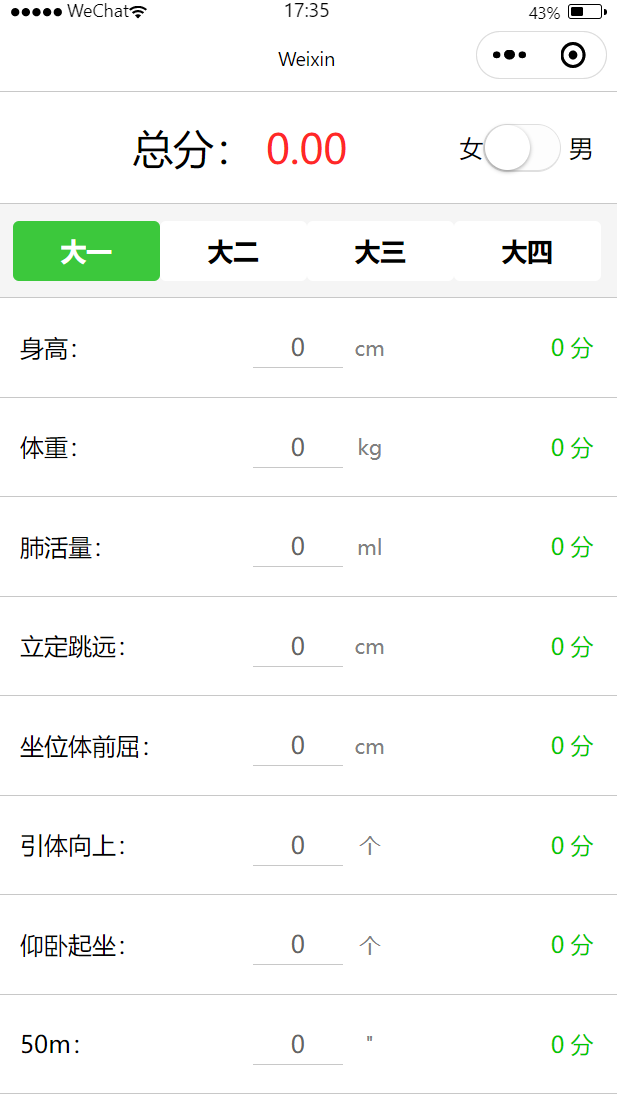 ●●●●● WeChat 17:35 43%
Weixin
总分： 0.00 女 男
大一 大二 大三 大四
身高： 0 cm 0 分
体重： 0 kg 0 分
肺活量： 0 ml 0 分
立定跳远： 0 cm 0 分
坐位体前屈： 0 cm 0 分
引体向上： 0 个 0 分
仰卧起坐： 0 个 0 分
50m： 0 " 0 分